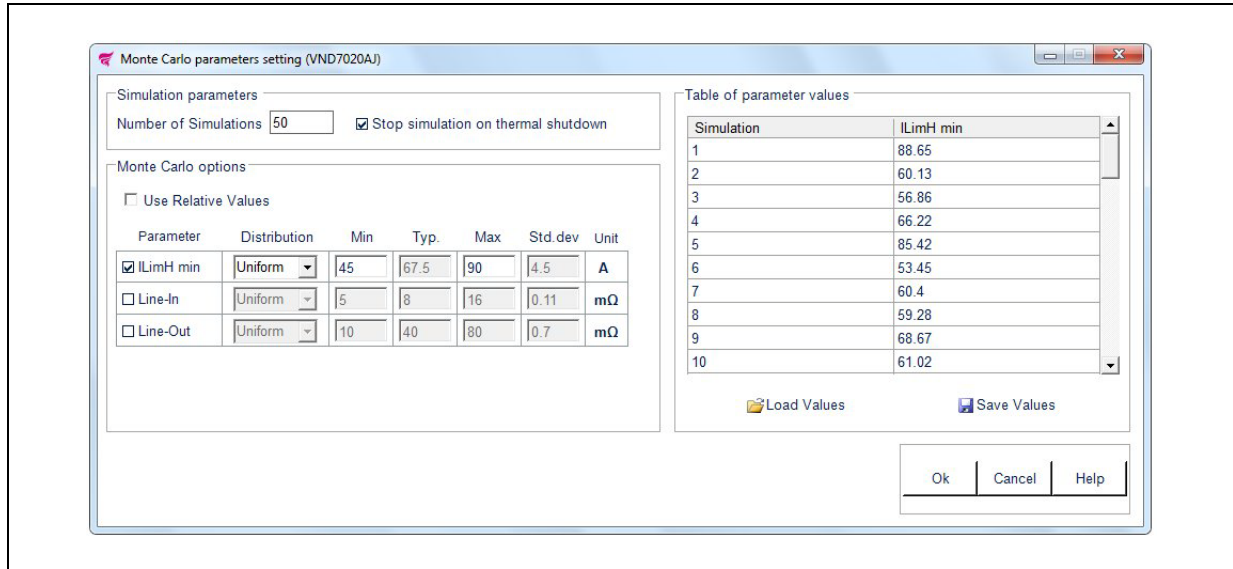 Monte Carlo parameters setting (VND7020AJ)
Simulation parameters
Number of Simulations 50 Stop simulation on thermal shutdown
Monte Carlo options
Use Relative Values
Parameter Distribution Min Typ. Max Std.dev Unit
ILimH min Uniform 45 67.5 90 4.5 A
Line-In Uniform 5 8 16 0.11 mΩ
Line-Out Uniform 10 40 80 0.7 mΩ
Table of parameter values
Simulation ILimH min
1 88.65
2 60.13
3 56.86
4 66.22
5 85.42
6 53.45
7 60.4
8 59.28
9 68.67
10 61.02
Load Values Save Values
Ok Cancel Help